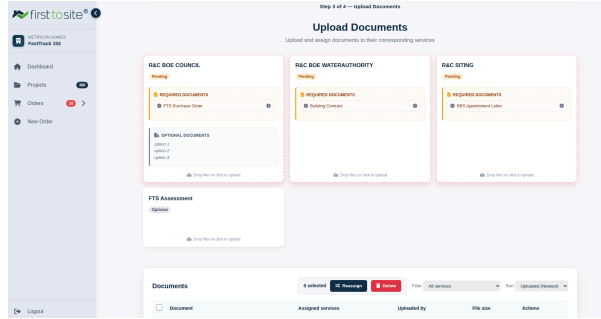 Step 3 of 4 — Upload Documents
firsttosite®
METRICON HOMES
FastTrack 152
Dashboard
Projects
Orders
New Order
Logout
Upload Documents
Upload and assign documents to their corresponding services
R&C BOE COUNCIL
Pending
REQUIRED DOCUMENTS
FTS Purchase Order
OPTIONAL DOCUMENTS
option 1
option 2
option 3
Drop files or click to upload
R&C BOE WATERAUTHORITY
Pending
REQUIRED DOCUMENTS
Building Contract
Drop files or click to upload
R&C SITING
Pending
REQUIRED DOCUMENTS
RBS Appointment Letter
Drop files or click to upload
FTS Assessment
Optional
Drop files or click to upload
Documents
0 selected
Reassign
Delete
Filter
All services
Sort
Uploaded (Newest)
Document Assigned services Uploaded by File size Actions